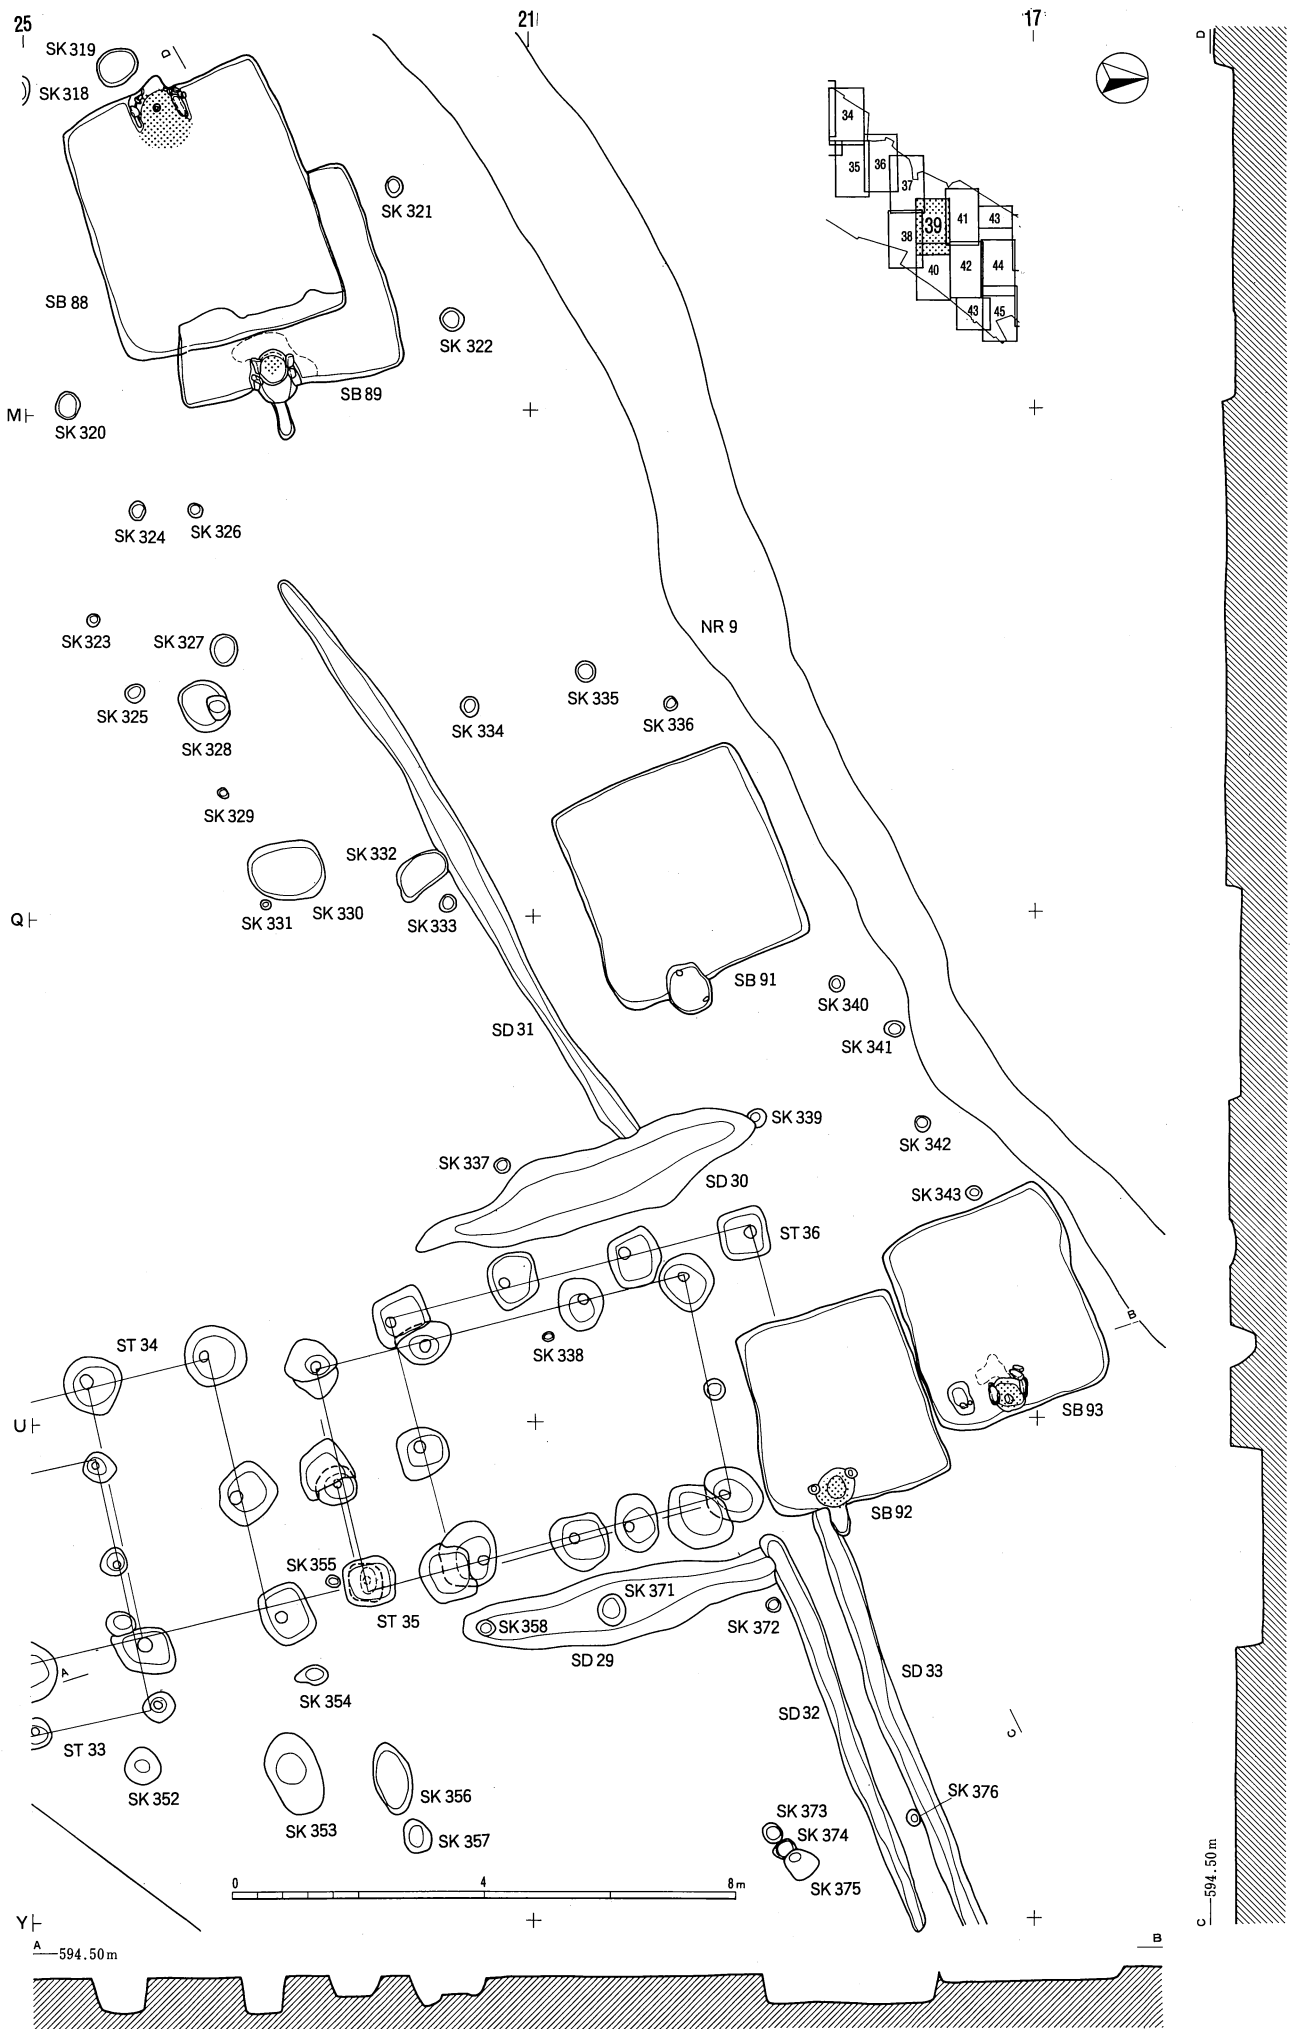 25
21
17
D
SK 319
D
SK 318
34
36
35
37
SK 321
41
43
39
38
42
44
40
SB 88
43
45
SK 322
SB 89
M
SK 320
SK 324
SK 326
NR 9
SK 323
SK 327
SK 335
SK 325
SK 334
SK 336
SK 328
SK 329
SK 332
SK 330
Q
SK 331
SK 333
SB 91
SK 340
SD 31
SK 341
SK 339
SK 342
SK 337
SD 30
SK 343
ST 36
B
ST 34
SK 338
SB 93
U
SB 92
SK 355
SK 371
ST 35
SK 358
SK 372
SD 29
A
SD 33
SK 354
SD 32
C
ST 33
SK 376
SK 352
SK 356
SK 373
SK 353
SK 374
SK 357
SK 375
0
4
8m
Y
C
594.50m
A
594.50m
B